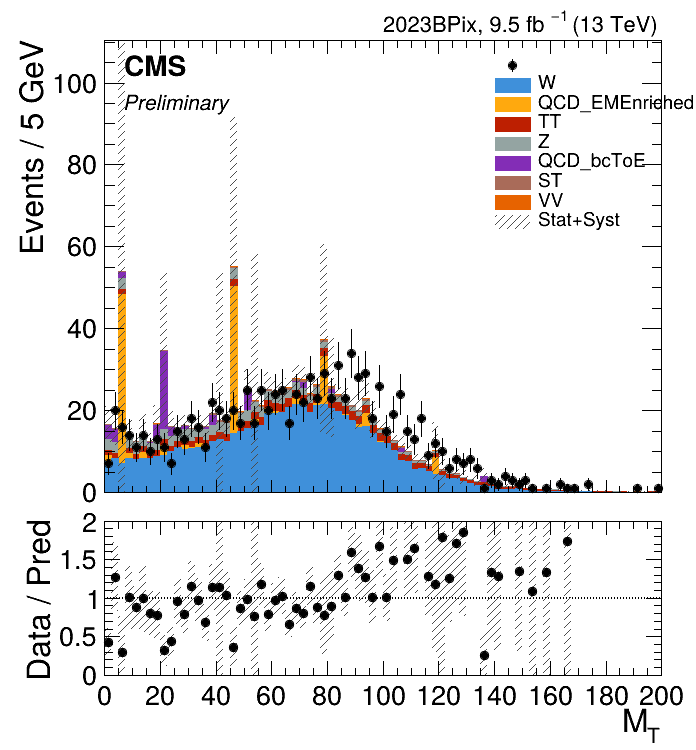 2023BPix, 9.5 fb⁻¹ (13 TeV)
Events / 5 GeV
CMS
Preliminary
W
QCD_EMEnriehed
TT
Z
QCD_bcToE
ST
VV
Stat+Syst
100
80
60
40
20
0
Data / Pred
2
1.5
1
0.5
0
0 20 40 60 80 100 120 140 160 180 200
M_T